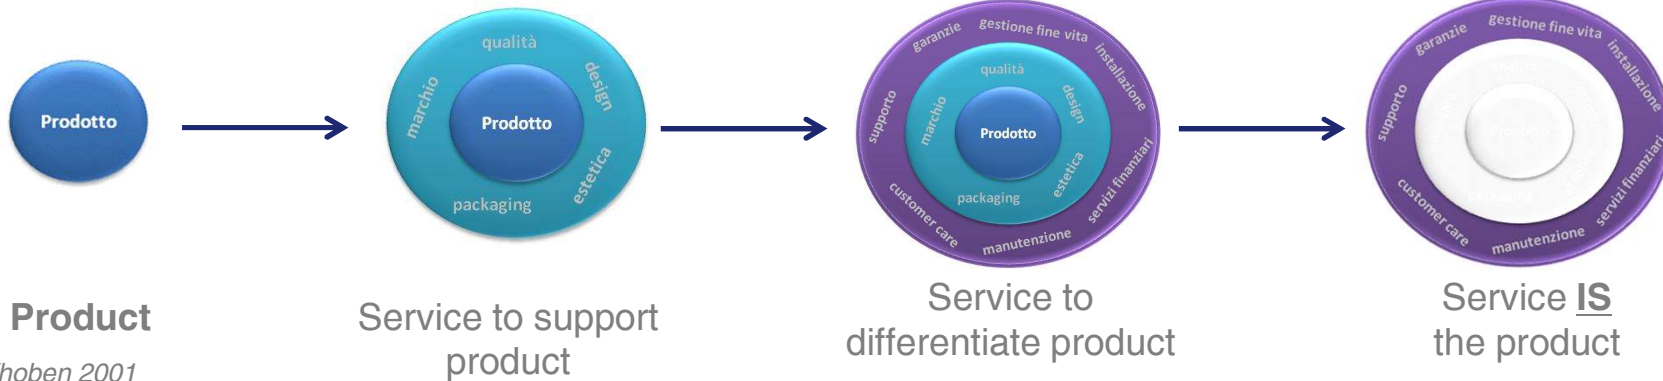 Prodotto
qualità
design
marchio
Prodotto
estetica
packaging
garanzie
gestione fine vita
installazione
qualità
design
supporto
marchio
Prodotto
estetica
packaging
servizi finanziari
customer care
manutenzione
garanzie
gestione fine vita
installazione
supporto
Prodotto
packaging
servizi finanziari
customer care
manutenzione
Product
Service to support
product
Service to
differentiate product
Service IS
the product
hoben 2001